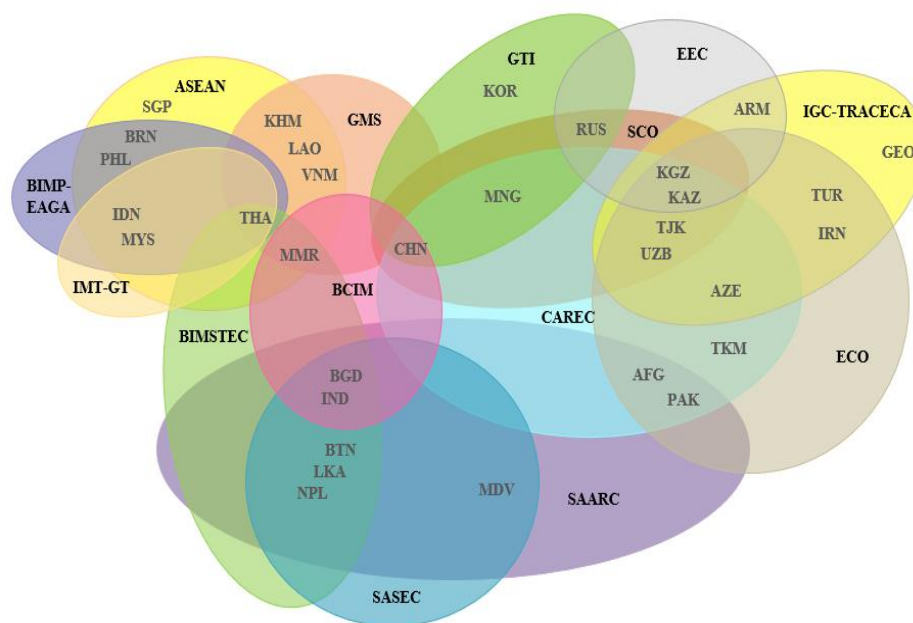 GTI
EEC
ASEAN
SGP
KOR
ARM
IGC-TRACECA
KHM
GMS
BRN
RUS
SCO
PHL
LAO
GEO
VNM
KGZ
BIMP-
EAGA
MNG
KAZ
TUR
IDN
THA
TJK
IRN
MYS
MMR
CHN
UZB
IMT-GT
BCIM
AZE
CAREC
BIMSTEC
TKM
ECO
BGD
AFG
IND
PAK
BTN
LKA
NPL
MDV
SAARC
SASEC